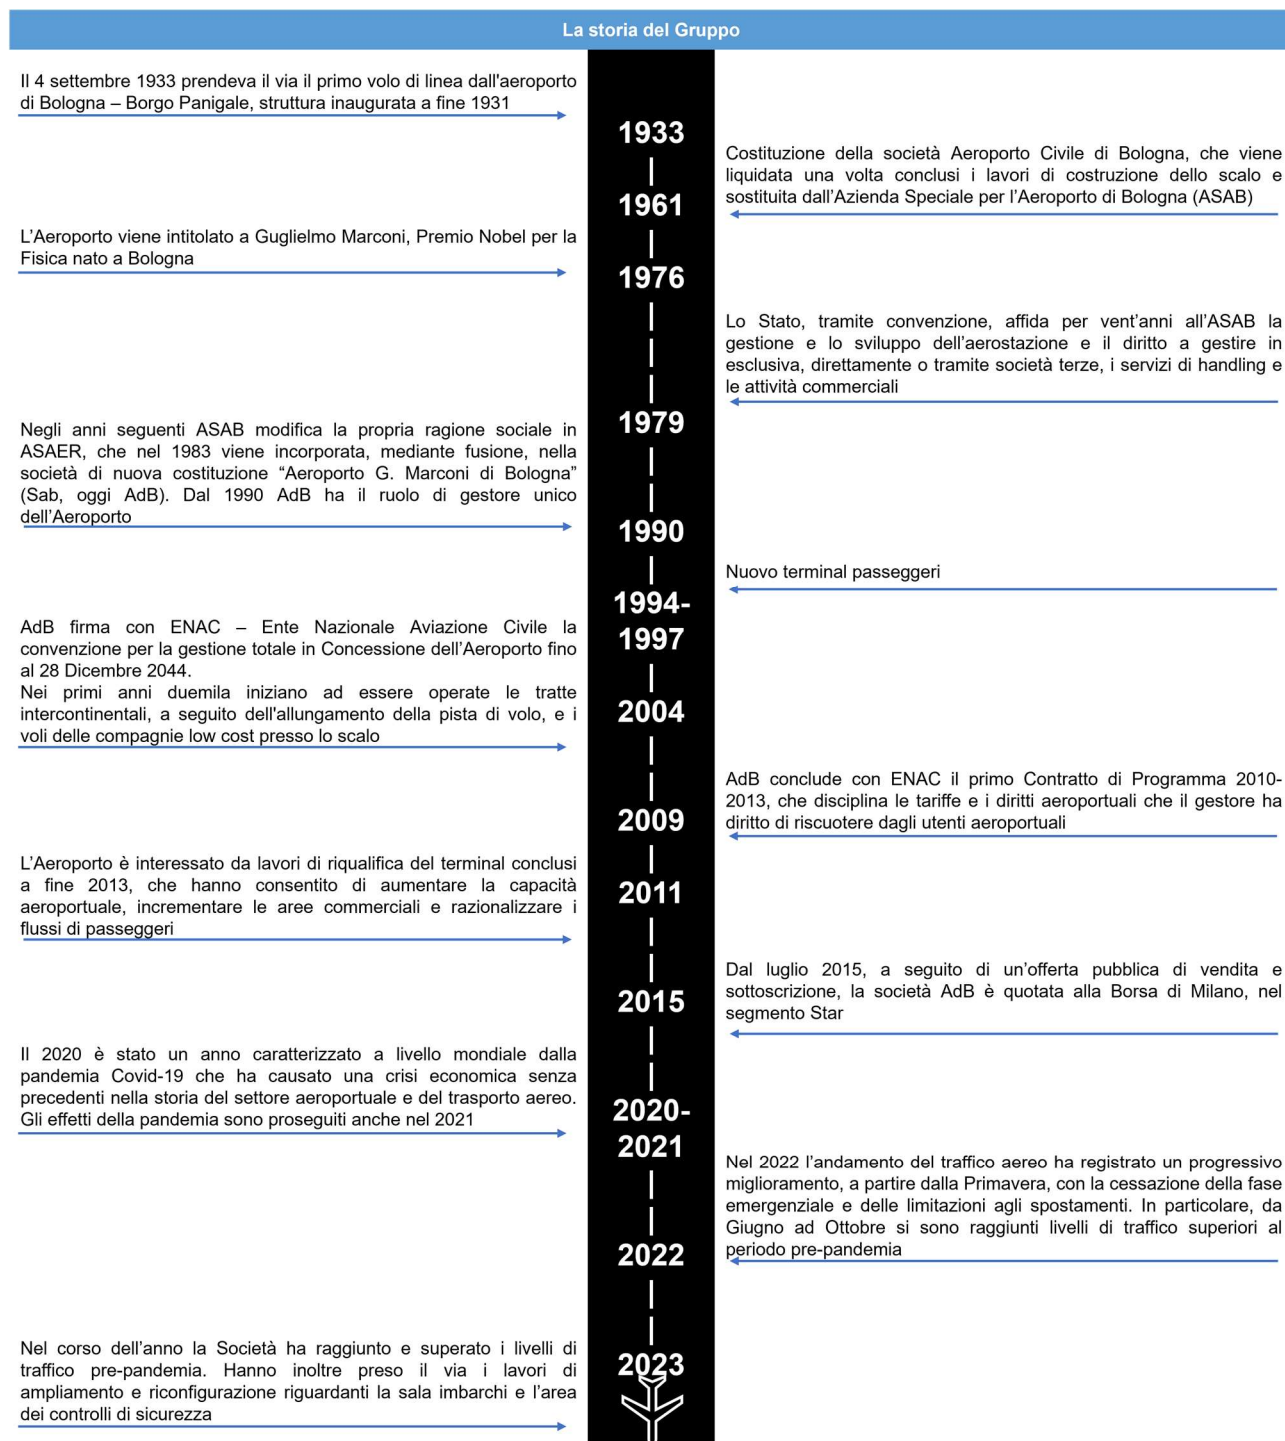 La storia del Gruppo
Il 4 settembre 1933 prendeva il via il primo volo di linea dall'aeroporto
di Bologna – Borgo Panigale, struttura inaugurata a fine 1931
1933
Costituzione della società Aeroporto Civile di Bologna, che viene
liquidata una volta conclusi i lavori di costruzione dello scalo e
sostituita dall’Azienda Speciale per l’Aeroporto di Bologna (ASAB)
1961
L’Aeroporto viene intitolato a Guglielmo Marconi, Premio Nobel per la
Fisica nato a Bologna
1976
Lo Stato, tramite convenzione, affida per vent’anni all’ASAB la
gestione e lo sviluppo dell’aerostazione e il diritto a gestire in
esclusiva, direttamente o tramite società terze, i servizi di handling e
le attività commerciali
1979
Negli anni seguenti ASAB modifica la propria ragione sociale in
ASAER, che nel 1983 viene incorporata, mediante fusione, nella
società di nuova costituzione “Aeroporto G. Marconi di Bologna”
(Sab, oggi AdB). Dal 1990 AdB ha il ruolo di gestore unico
dell’Aeroporto
1990
Nuovo terminal passeggeri
1994-
1997
AdB firma con ENAC – Ente Nazionale Aviazione Civile la
convenzione per la gestione totale in Concessione dell’Aeroporto fino
al 28 Dicembre 2044.
Nei primi anni duemila iniziano ad essere operate le tratte
intercontinentali, a seguito dell'allungamento della pista di volo, e i
voli delle compagnie low cost presso lo scalo
2004
AdB conclude con ENAC il primo Contratto di Programma 2010-
2013, che disciplina le tariffe e i diritti aeroportuali che il gestore ha
diritto di riscuotere dagli utenti aeroportuali
2009
L’Aeroporto è interessato da lavori di riqualifica del terminal conclusi
a fine 2013, che hanno consentito di aumentare la capacità
aeroportuale, incrementare le aree commerciali e razionalizzare i
flussi di passeggeri
2011
Dal luglio 2015, a seguito di un’offerta pubblica di vendita e
sottoscrizione, la società AdB è quotata alla Borsa di Milano, nel
segmento Star
2015
Il 2020 è stato un anno caratterizzato a livello mondiale dalla
pandemia Covid-19 che ha causato una crisi economica senza
precedenti nella storia del settore aeroportuale e del trasporto aereo.
Gli effetti della pandemia sono proseguiti anche nel 2021
2020-
2021
Nel 2022 l’andamento del traffico aereo ha registrato un progressivo
miglioramento, a partire dalla Primavera, con la cessazione della fase
emergenziale e delle limitazioni agli spostamenti. In particolare, da
Giugno ad Ottobre si sono raggiunti livelli di traffico superiori al
periodo pre-pandemia
2022
Nel corso dell’anno la Società ha raggiunto e superato i livelli di
traffico pre-pandemia. Hanno inoltre preso il via i lavori di
ampliamento e riconfigurazione riguardanti la sala imbarchi e l’area
dei controlli di sicurezza
2023